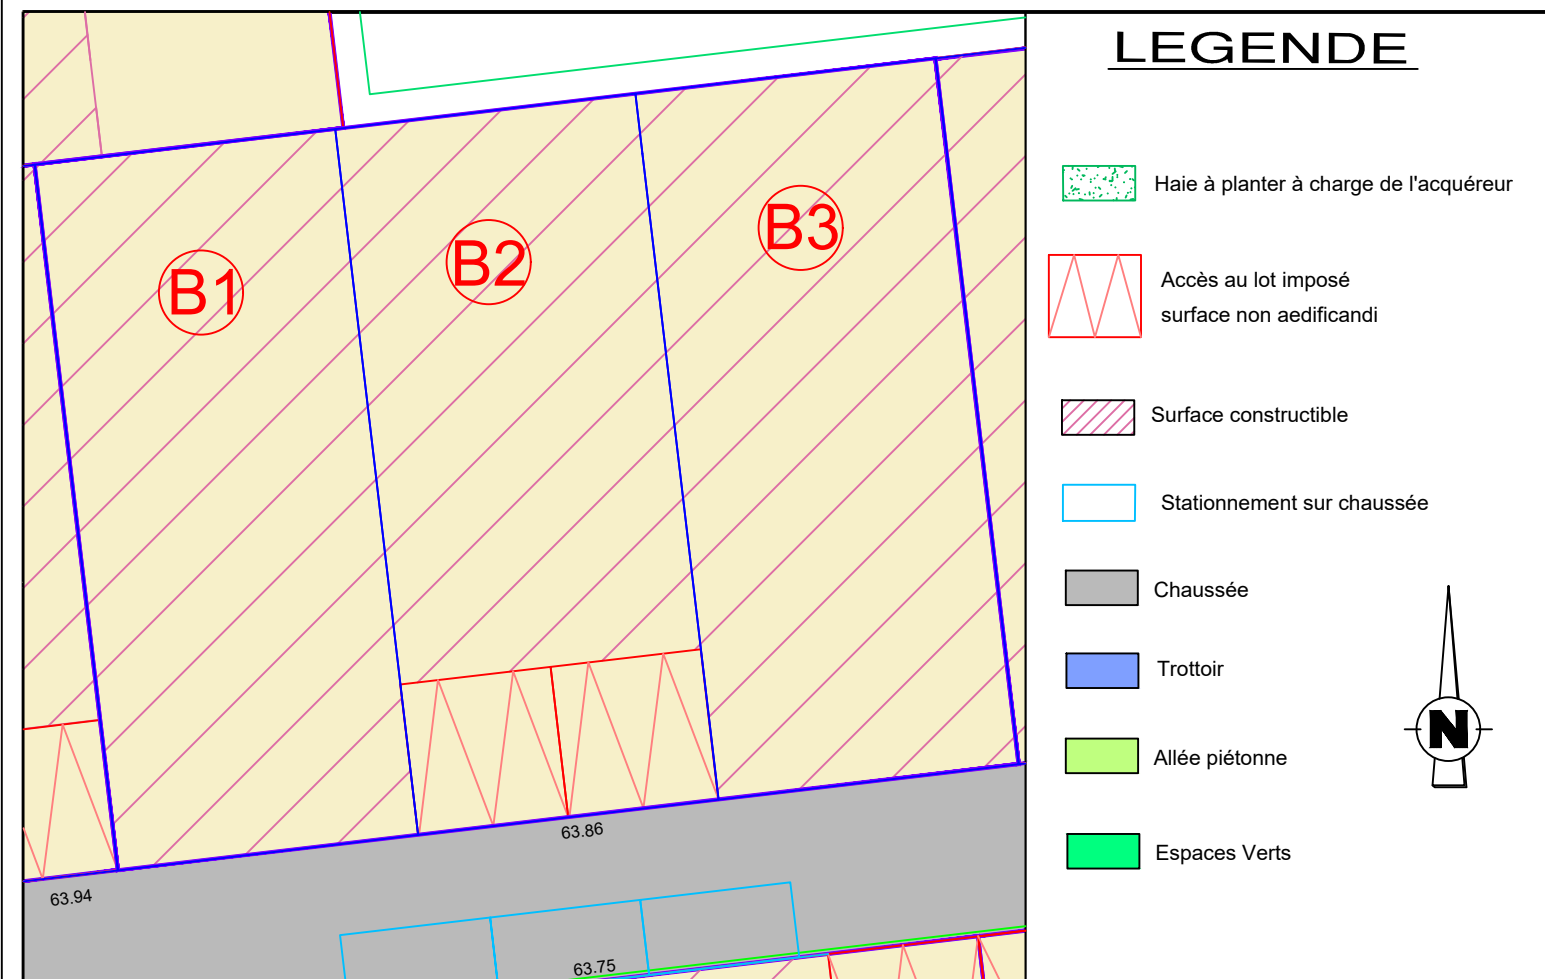 LEGENDE
B1
B2
B3
63.86
63.94
63.75
Haie à planter à charge de l'acquéreur
Accès au lot imposé
surface non aedificandi
Surface constructible
Stationnement sur chaussée
Chaussée
Trottoir
Allée piétonne
Espaces Verts
N